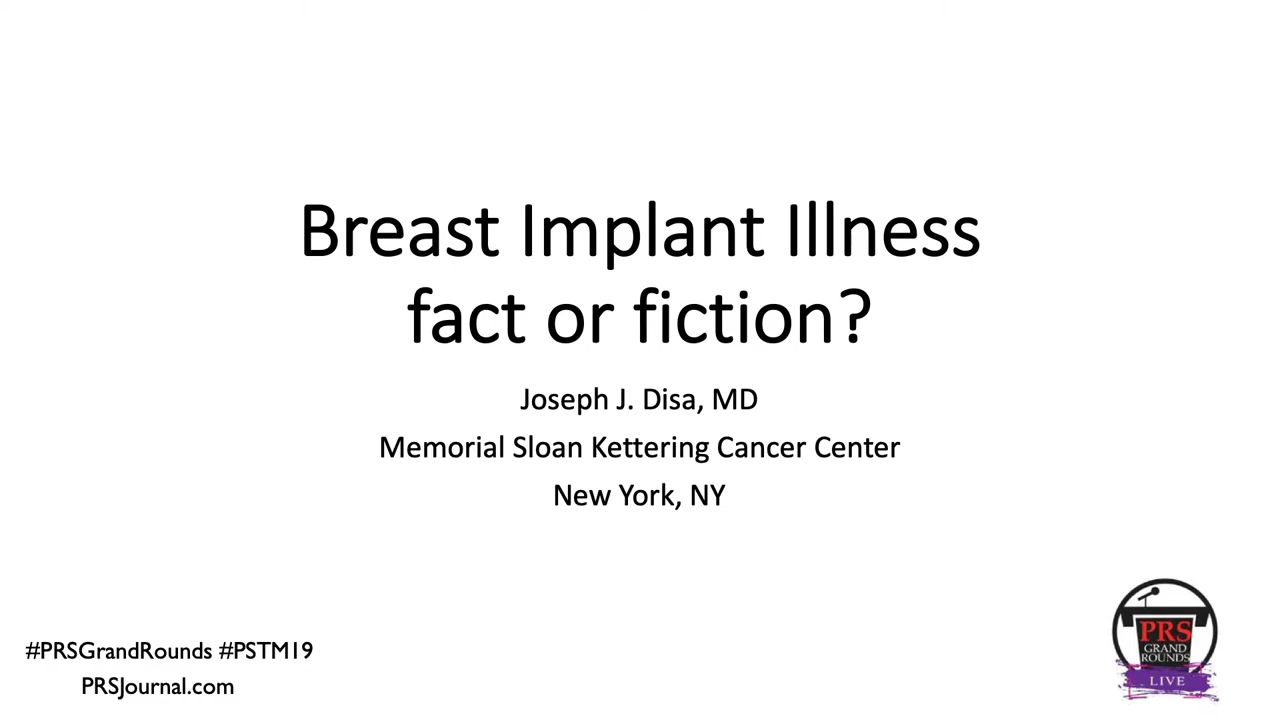 Breast Implant Illness
fact or fiction?
Joseph J. Disa, MD
Memorial Sloan Kettering Cancer Center
New York, NY
#PRSGrandRounds #PSTM19
PRSJournal.com
PRS
GRAND
ROUNDS
LIVE